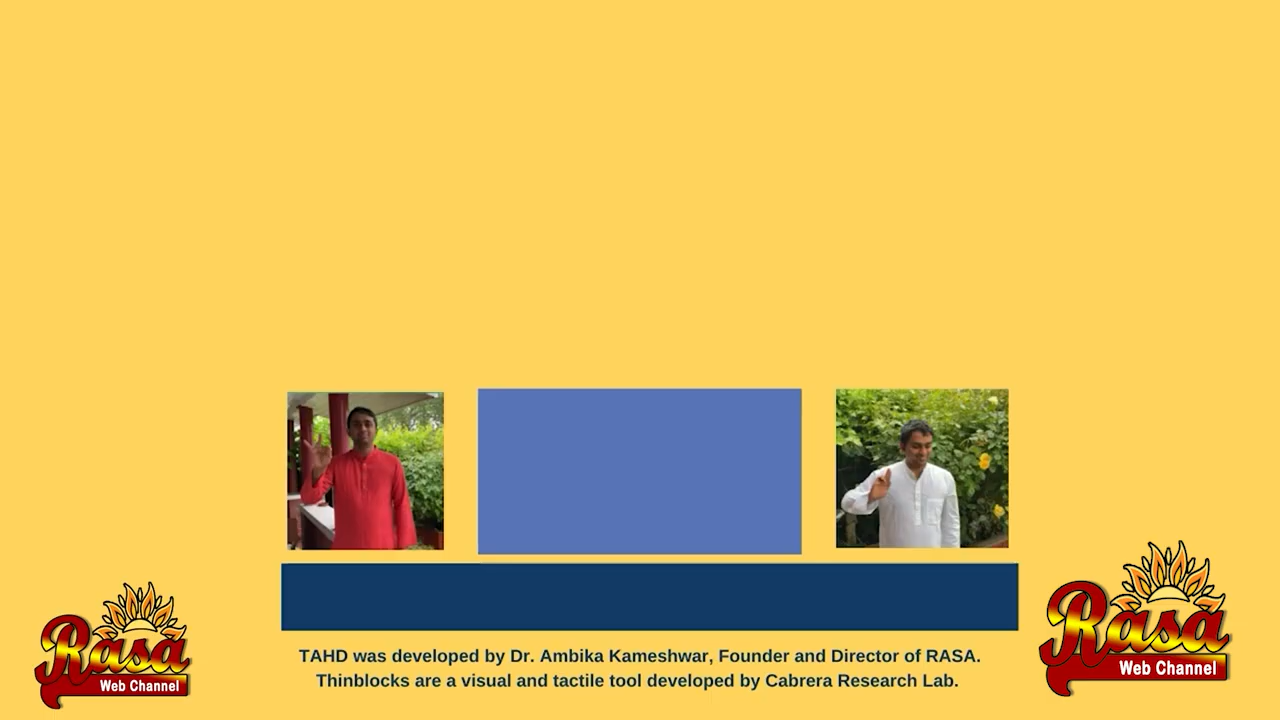 TAHD was developed by Dr. Ambika Kameshwar, Founder and Director of RASA.
Thinblocks are a visual and tactile tool developed by Cabrera Research Lab.
Rasa
Web Channel
Rasa
Web Channel